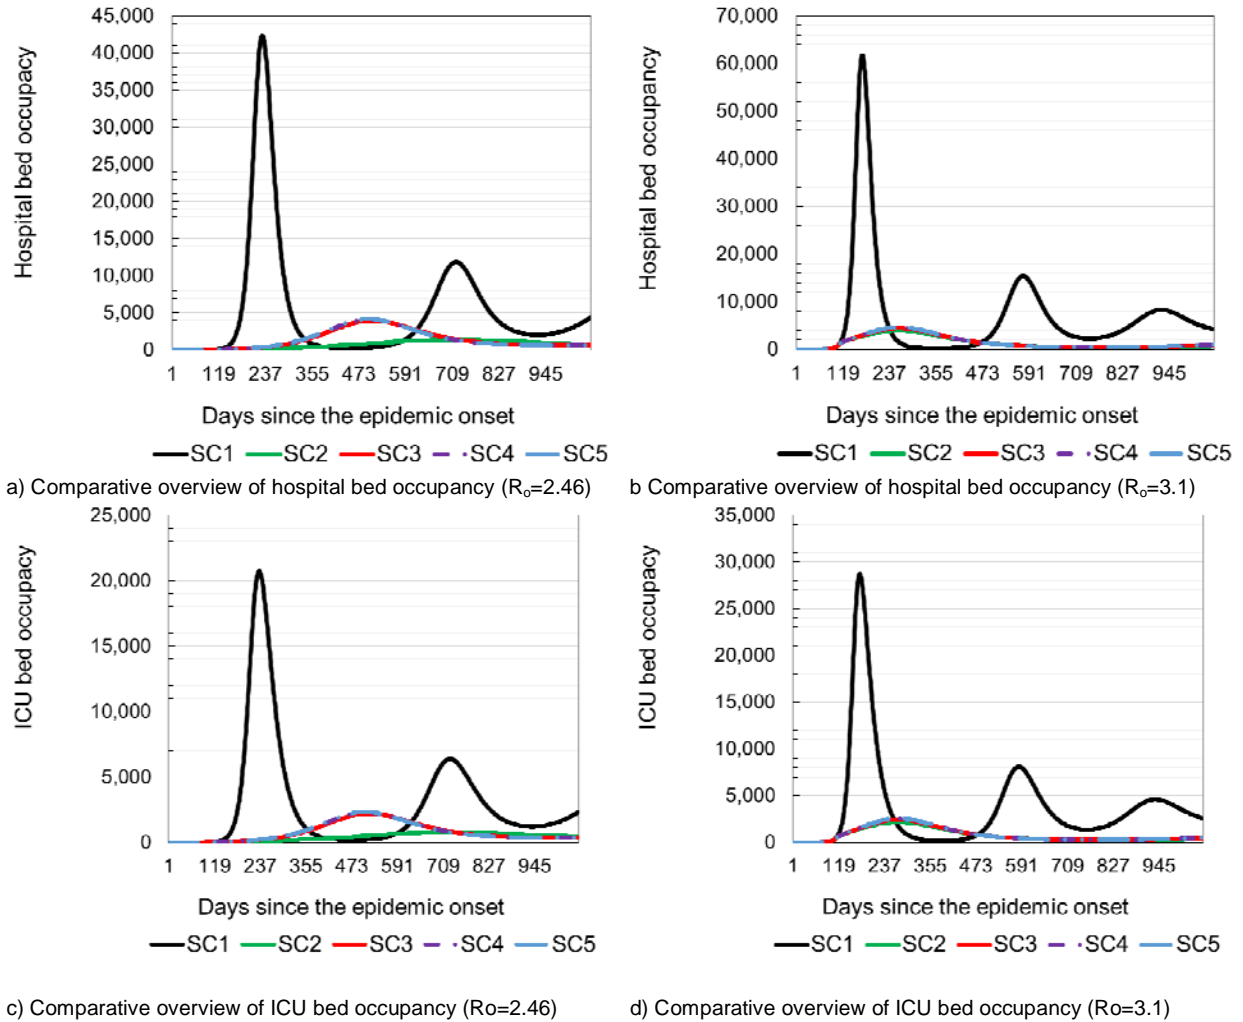 45,000
40,000
35,000
30,000
25,000
20,000
15,000
10,000
5,000
0
Hospital bed occupacy
1 119 237 355 473 591 709 827 945
Days since the epidemic onset
SC1 SC2 SC3 SC4 SC5
a) Comparative overview of hospital bed occupancy (Ro=2.46)
70,000
60,000
50,000
40,000
30,000
20,000
10,000
0
Hospital bed occupancy
1 119 237 355 473 591 709 827 945
Days since the epidemic onset
SC1 SC2 SC3 SC4 SC5
b Comparative overview of hospital bed occupancy (Ro=3.1)
25,000
20,000
15,000
10,000
5,000
0
ICU bed occupacy
1 119 237 355 473 591 709 827 945
Days since the epidemic onset
SC1 SC2 SC3 SC4 SC5
c) Comparative overview of ICU bed occupancy (Ro=2.46)
35,000
30,000
25,000
20,000
15,000
10,000
5,000
0
ICU bed occupacy
1 119 237 355 473 591 709 827 945
Days since the epidemic onset
SC1 SC2 SC3 SC4 SC5
d) Comparative overview of ICU bed occupancy (Ro=3.1)